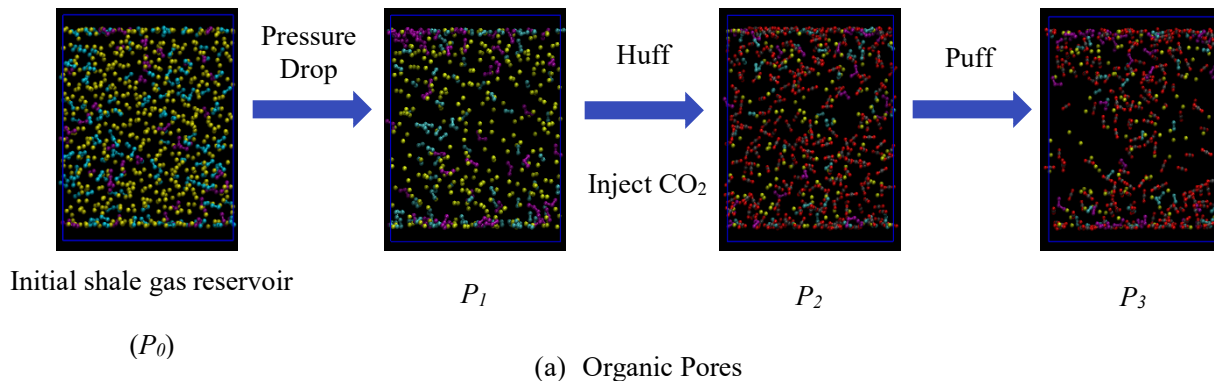 Pressure
Drop
Huff
Inject CO₂
Puff
Initial shale gas reservoir
(P₀)
P₁
P₂
P₃
(a) Organic Pores